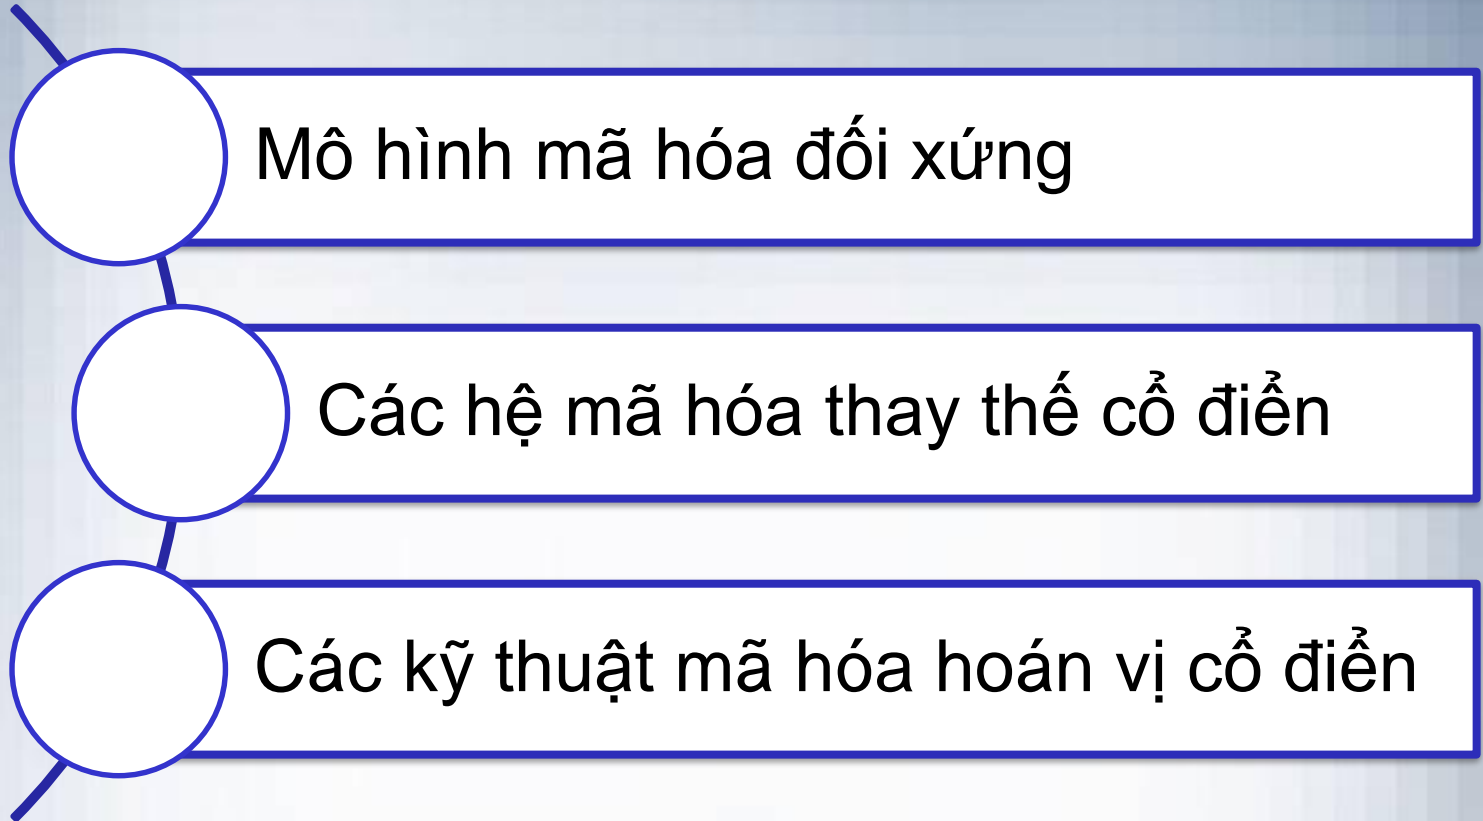 Mô hình mã hóa đối xứng
Các hệ mã hóa thay thế cổ điển
Các kỹ thuật mã hóa hoán vị cổ điển